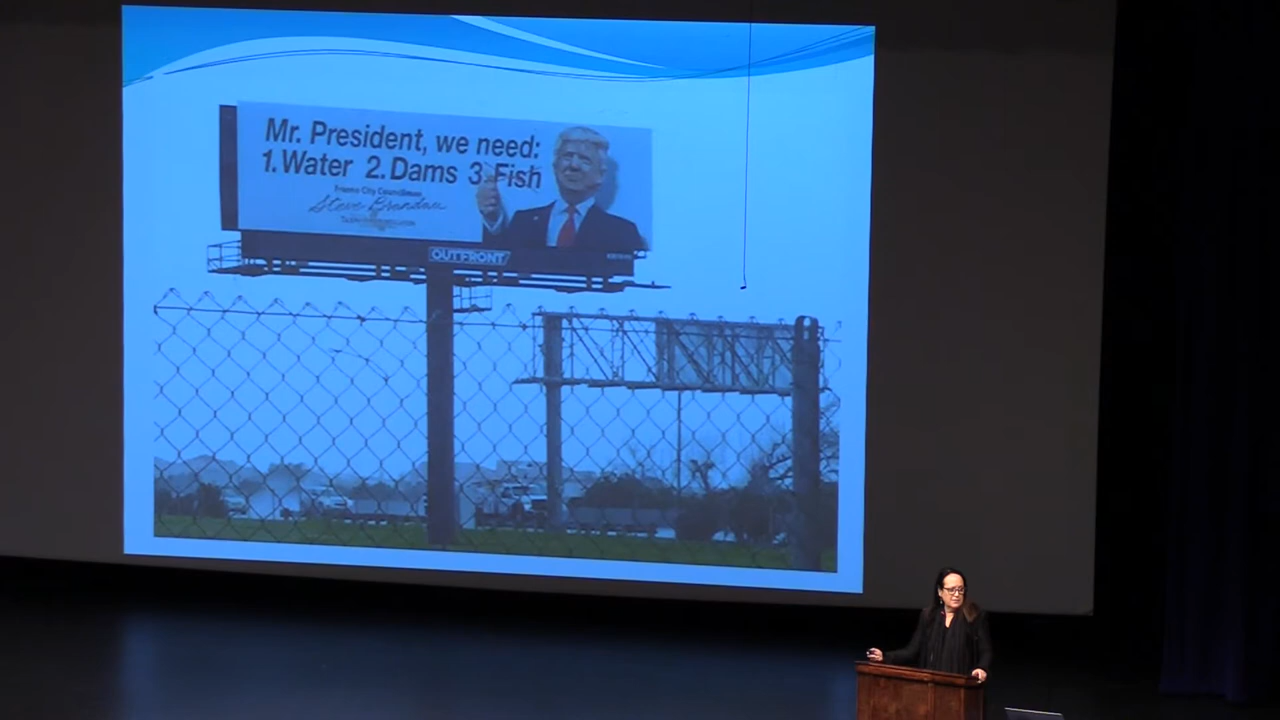 Mr. President, we need:
1. Water 2. Dams 3. Fish
Fresno City Councilman
Steve Brandau
OUTFRONT